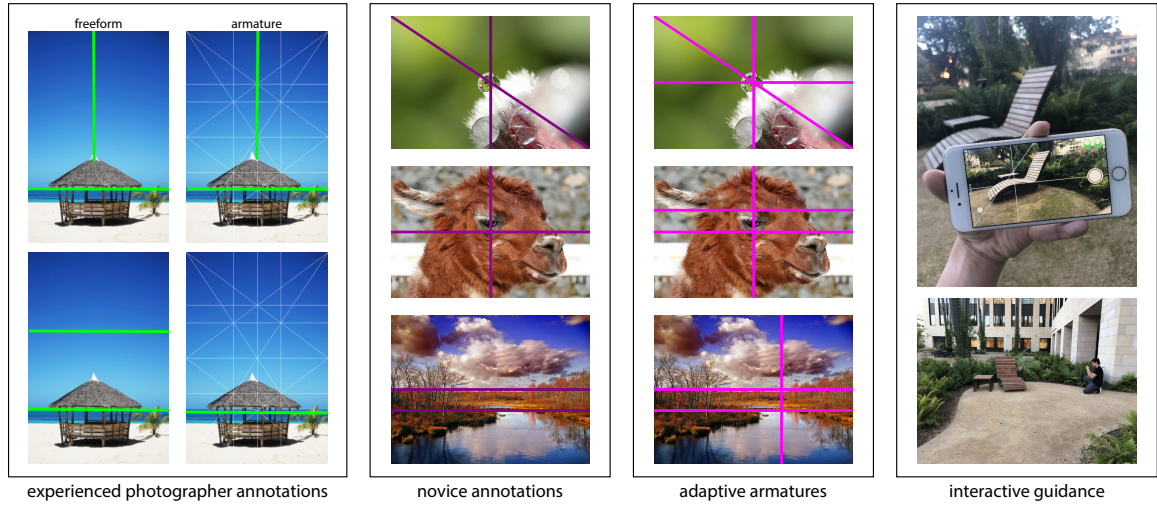 freeform
armature
experienced photographer annotations
novice annotations
adaptive armatures
interactive guidance